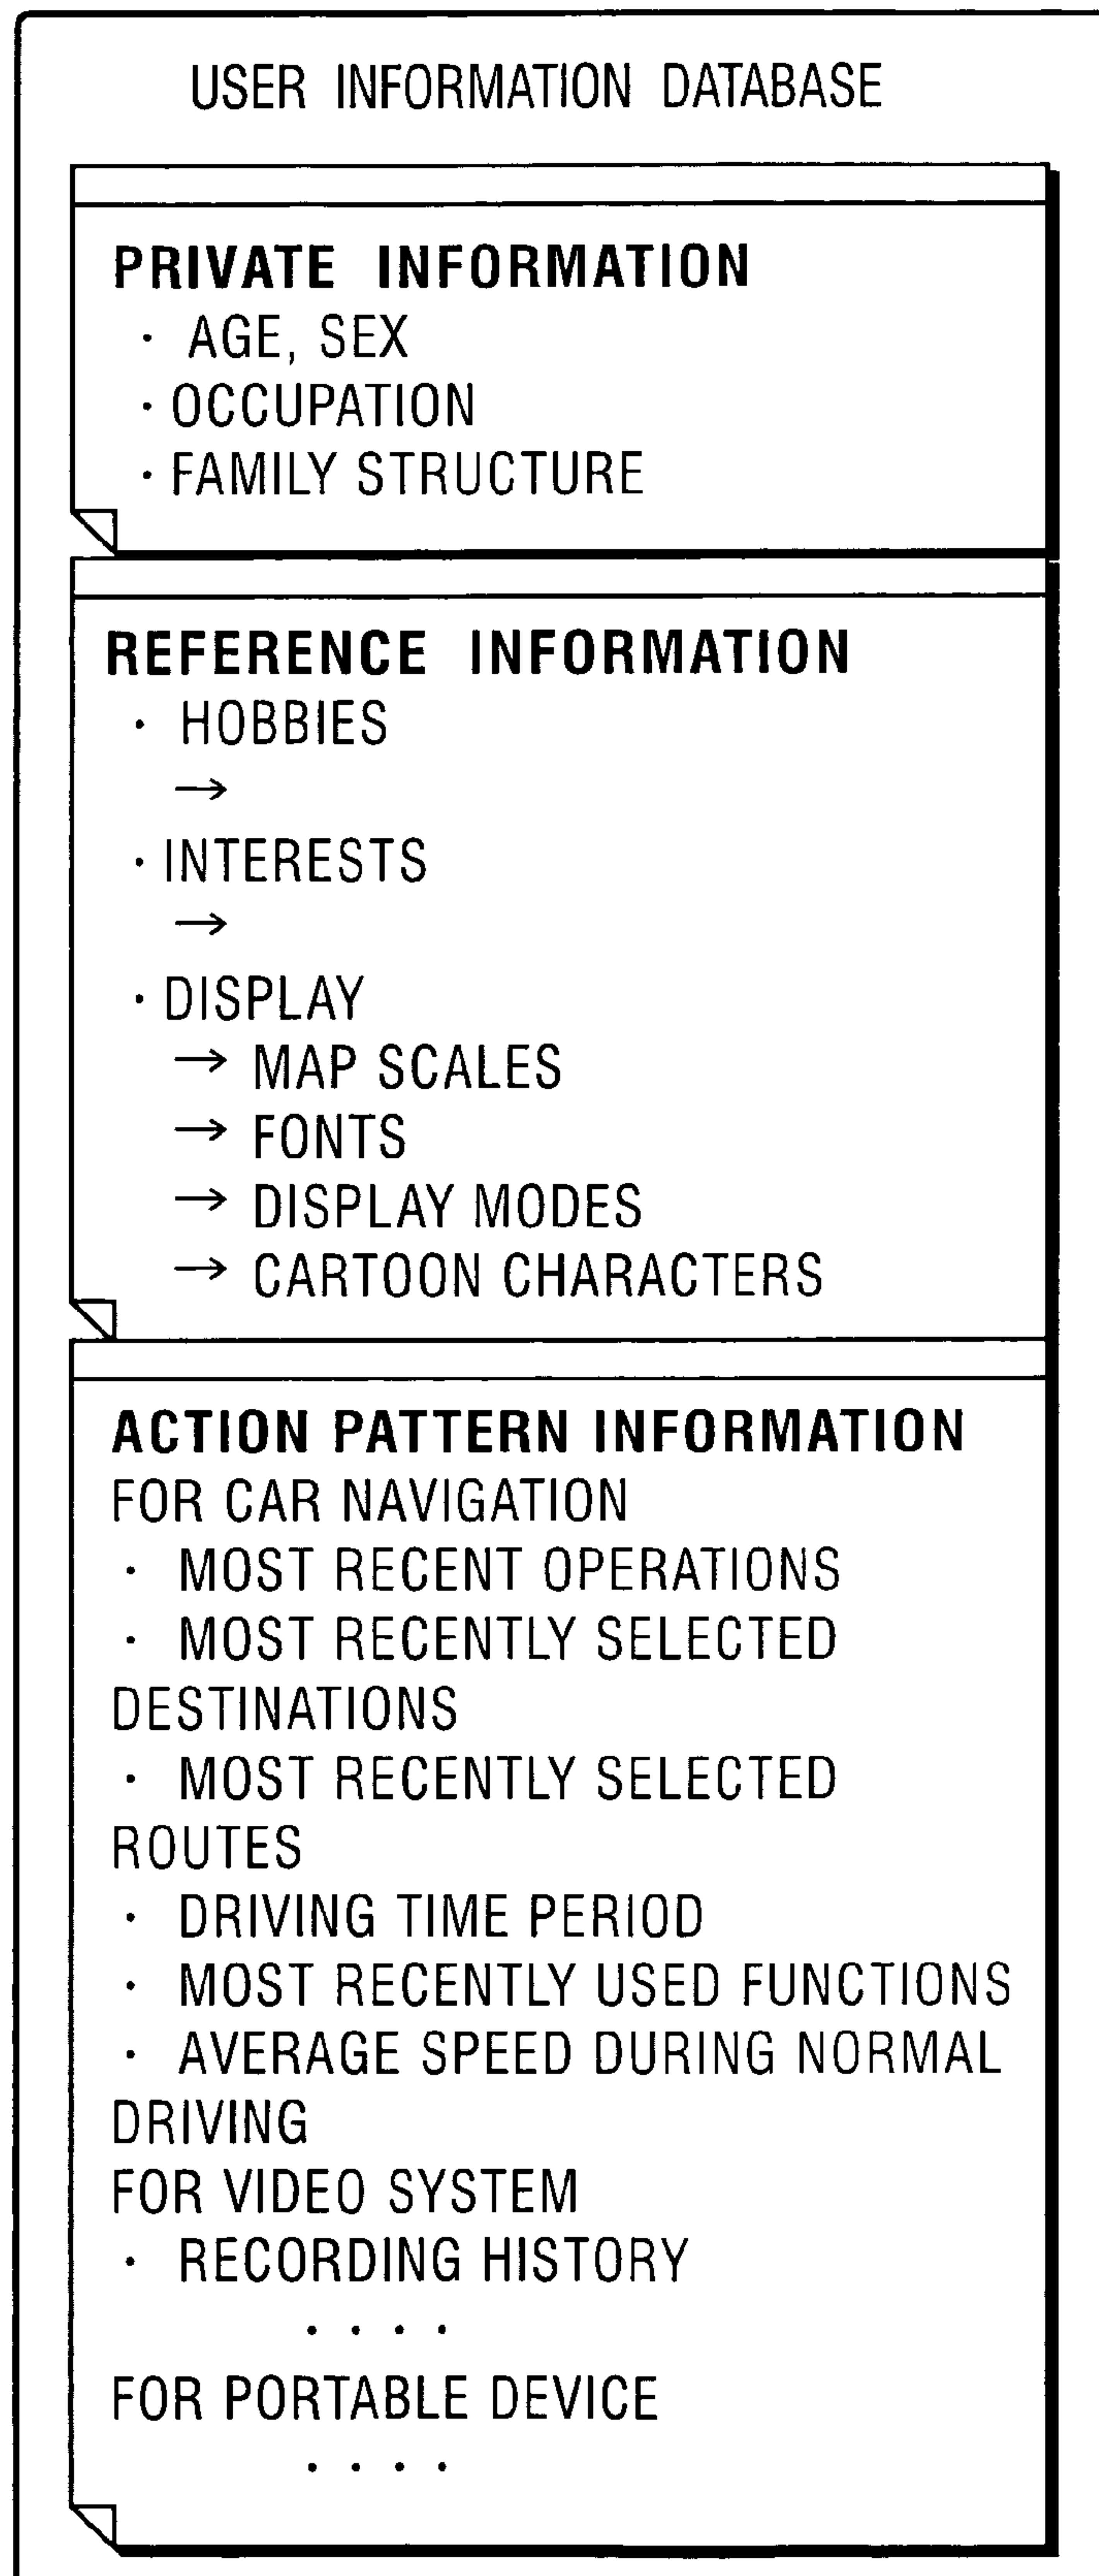 USER INFORMATION DATABASE
PRIVATE INFORMATION
· AGE, SEX
· OCCUPATION
· FAMILY STRUCTURE
REFERENCE INFORMATION
· HOBBIES
→
· INTERESTS
→
· DISPLAY
→ MAP SCALES
→ FONTS
→ DISPLAY MODES
→ CARTOON CHARACTERS
ACTION PATTERN INFORMATION
FOR CAR NAVIGATION
· MOST RECENT OPERATIONS
· MOST RECENTLY SELECTED
DESTINATIONS
· MOST RECENTLY SELECTED
ROUTES
· DRIVING TIME PERIOD
· MOST RECENTLY USED FUNCTIONS
· AVERAGE SPEED DURING NORMAL
DRIVING
FOR VIDEO SYSTEM
· RECORDING HISTORY
· · · ·
FOR PORTABLE DEVICE
· · · ·